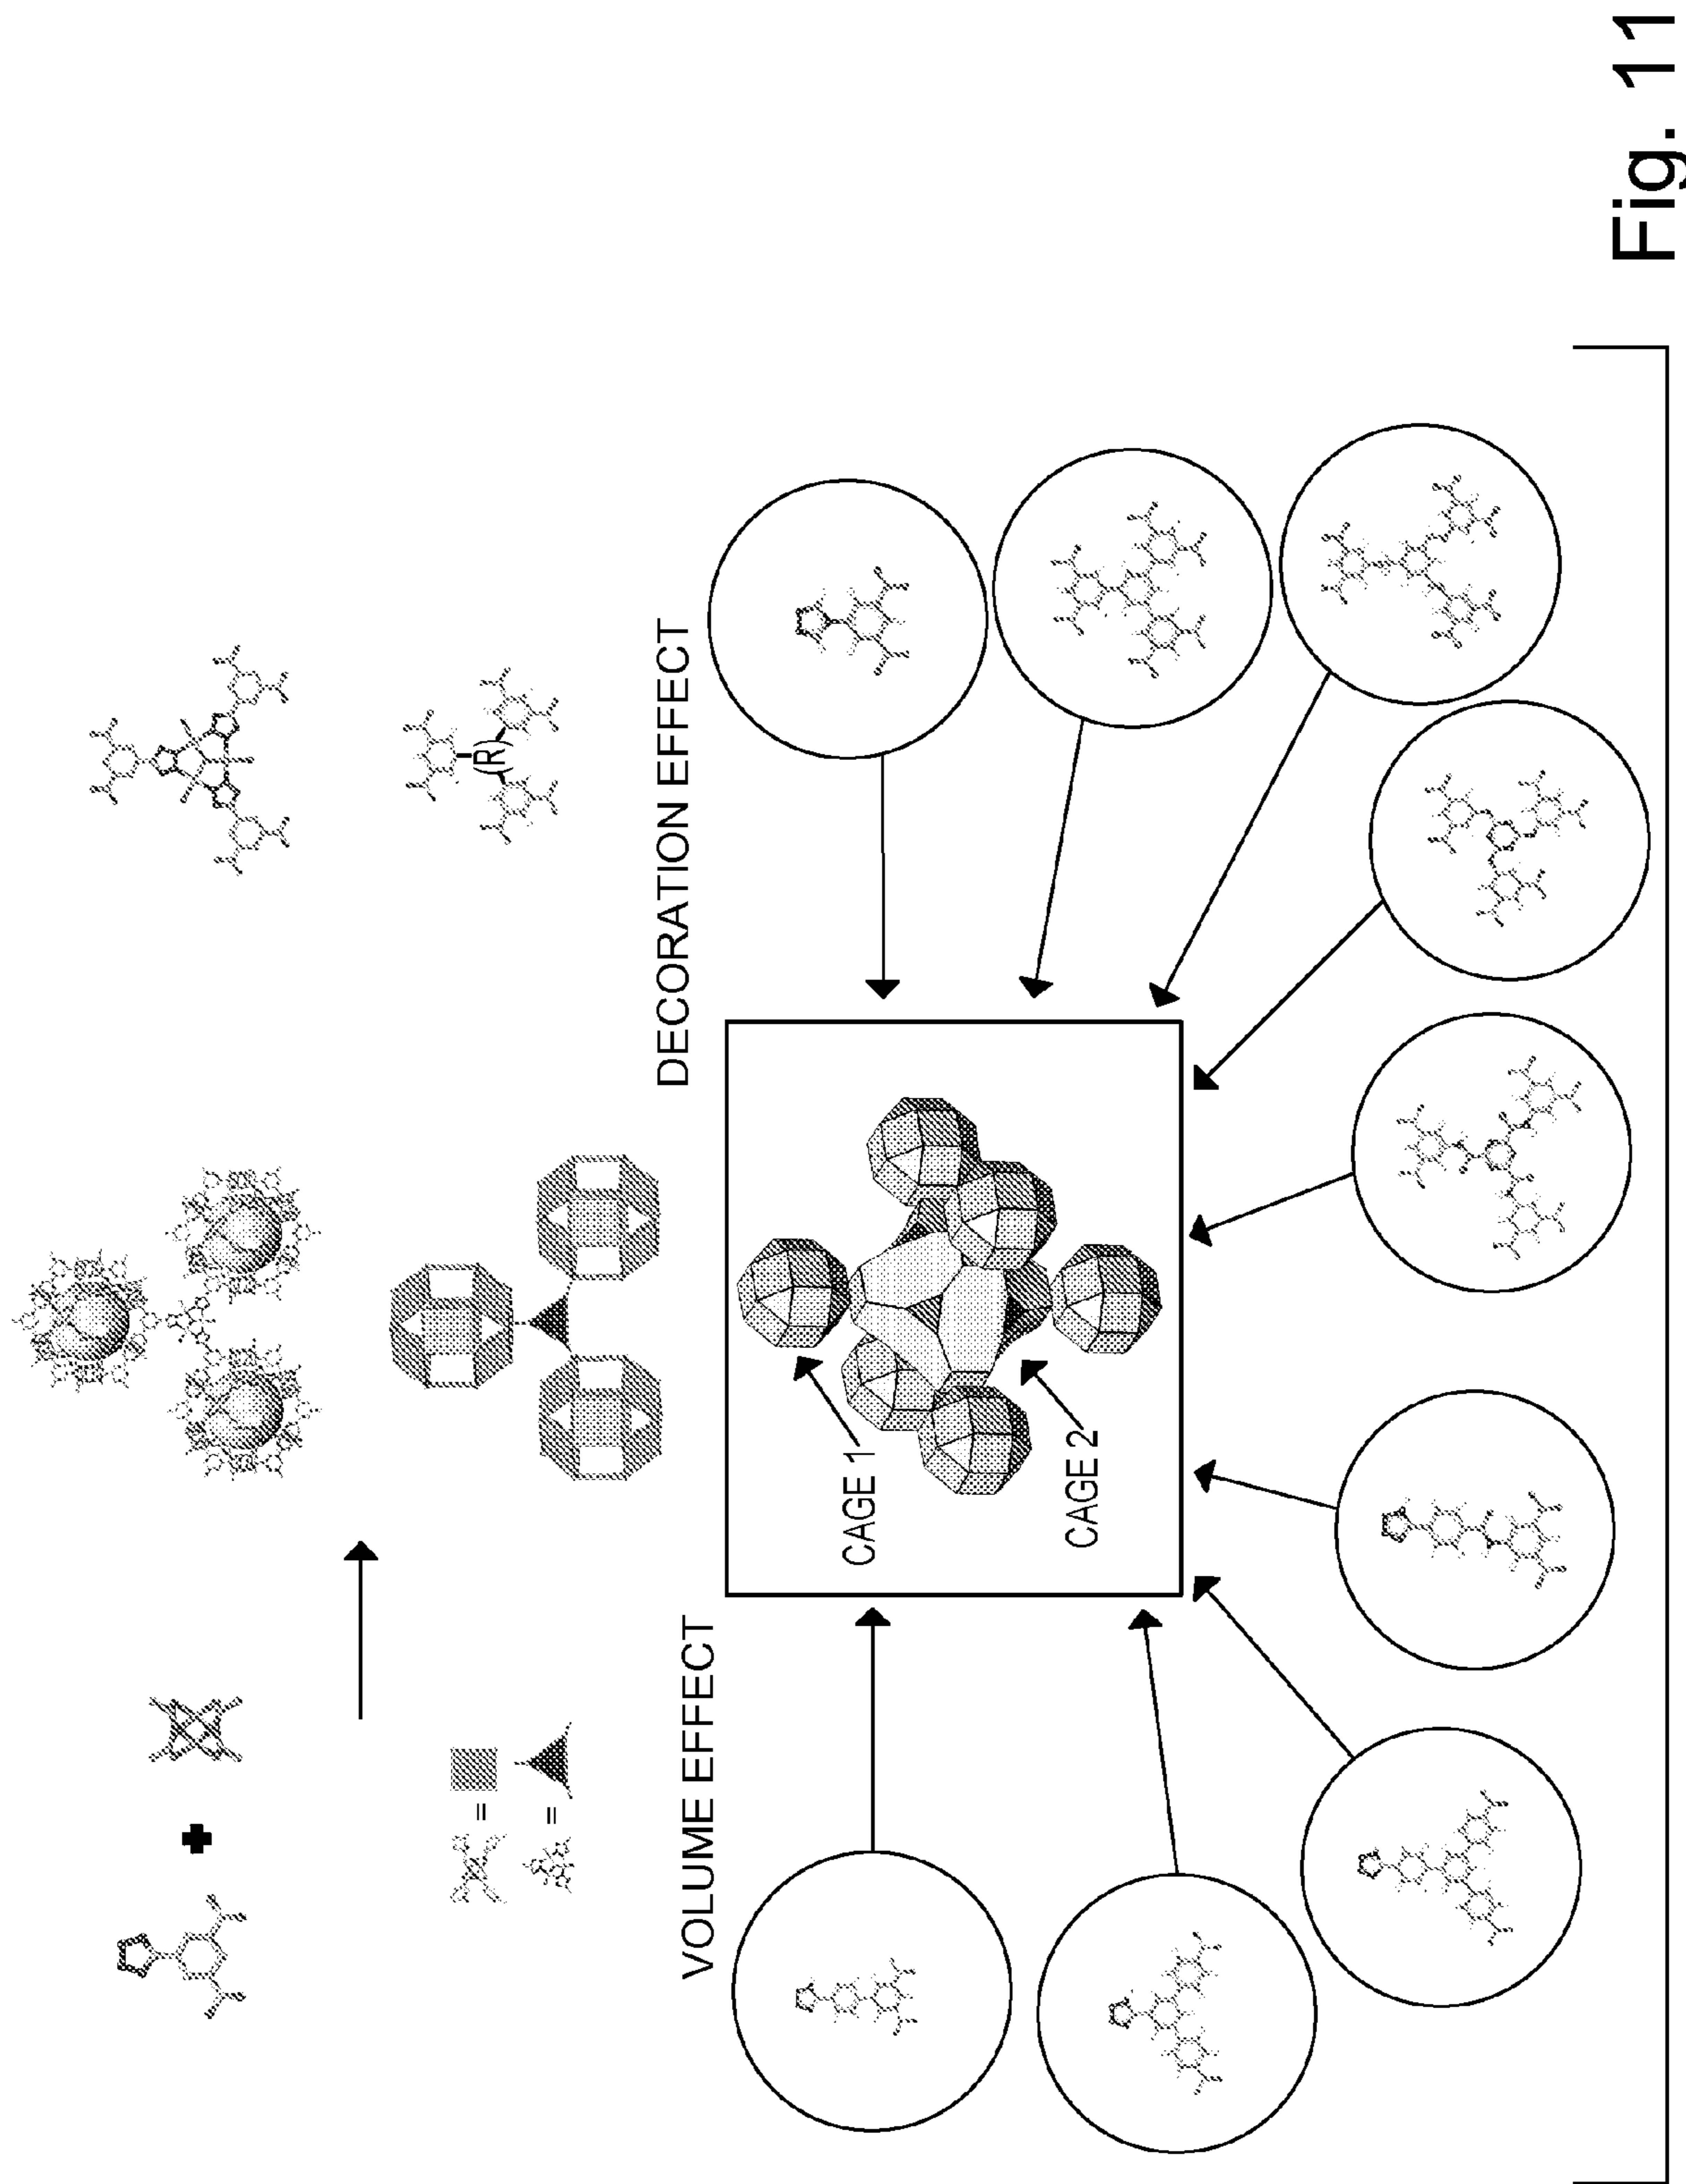 (R)
VOLUME EFFECT
DECORATION EFFECT
CAGE 1
CAGE 2
Fig. 11